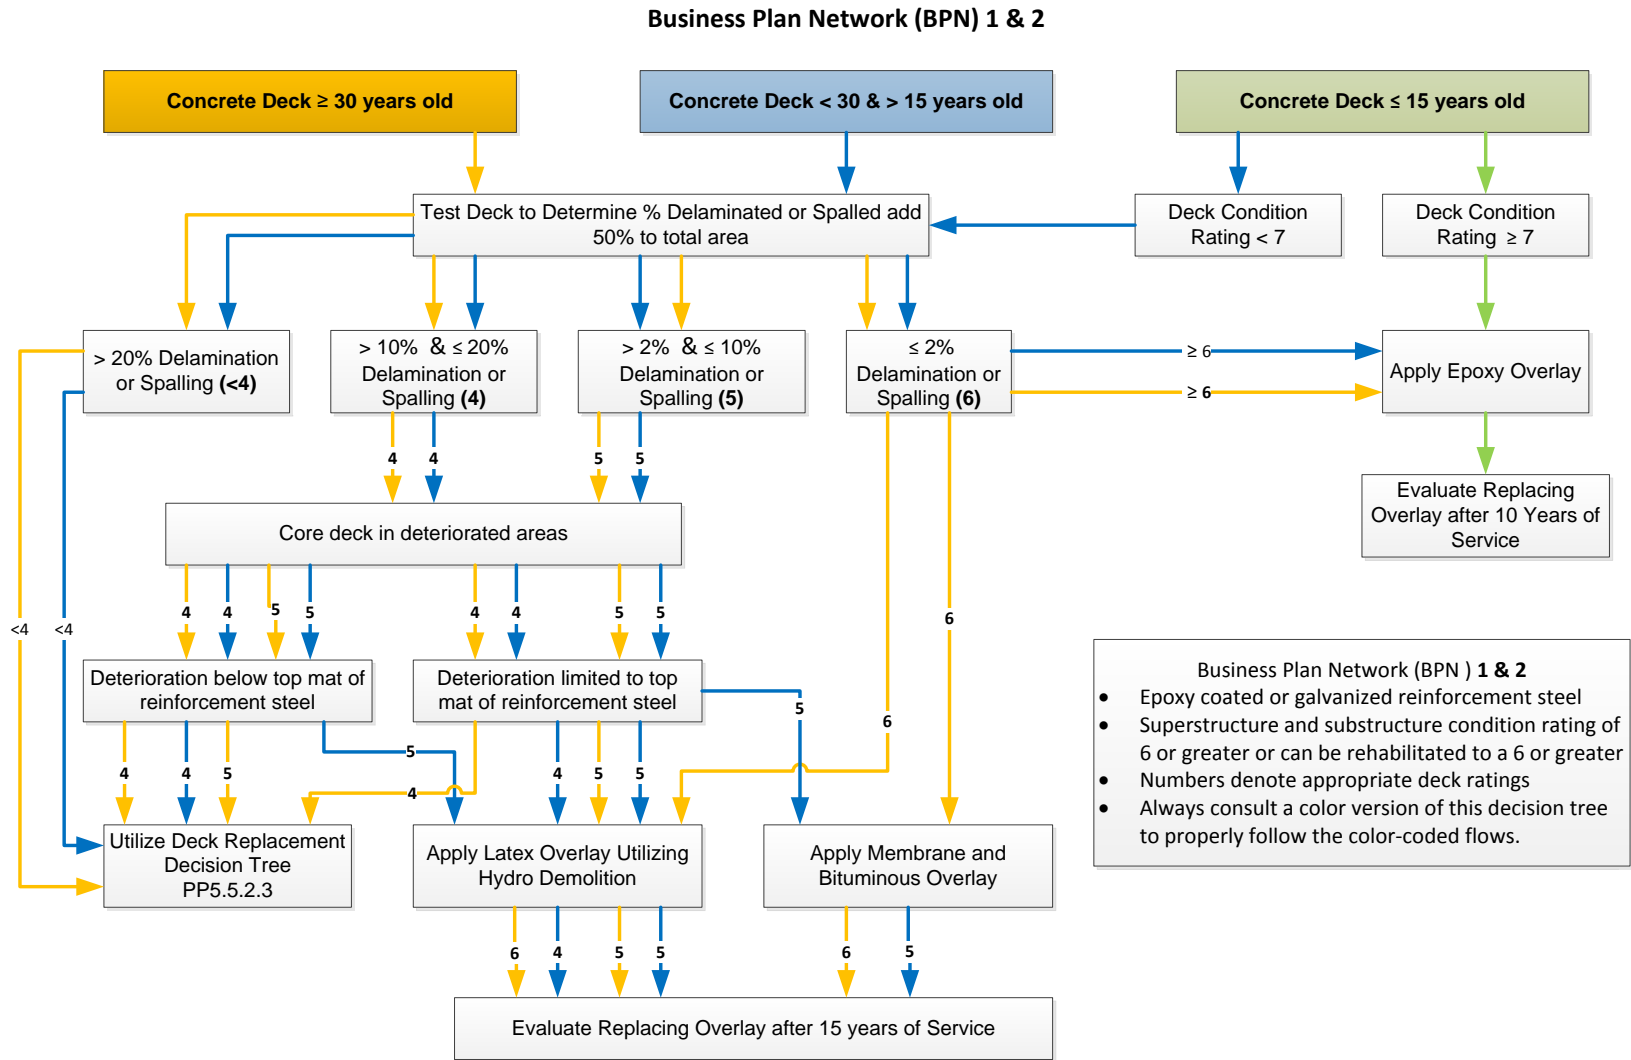 Business Plan Network (BPN) 1 & 2
Concrete Deck ≥ 30 years old
Concrete Deck < 30 & > 15 years old
Concrete Deck ≤ 15 years old
Test Deck to Determine % Delaminated or Spalled add
50% to total area
Deck Condition
Rating < 7
Deck Condition
Rating ≥ 7
> 20% Delamination
or Spalling (<4)
> 10% & ≤ 20%
Delamination or
Spalling (4)
> 2% & ≤ 10%
Delamination or
Spalling (5)
≤ 2%
Delamination or
Spalling (6)
≥ 6
≥ 6
Apply Epoxy Overlay
4
4
5
5
Evaluate Replacing
Overlay after 10 Years of
Service
Core deck in deteriorated areas
4
4
5
5
4
4
5
5
<4
<4
6
Deterioration below top mat of
reinforcement steel
Deterioration limited to top
mat of reinforcement steel
5
6
4
4
5
5
4
4
5
5
Utilize Deck Replacement
Decision Tree
PP5.5.2.3
Apply Latex Overlay Utilizing
Hydro Demolition
Apply Membrane and
Bituminous Overlay
6
4
5
5
6
5
Evaluate Replacing Overlay after 15 years of Service
Business Plan Network (BPN ) 1 & 2
• Epoxy coated or galvanized reinforcement steel
• Superstructure and substructure condition rating of
6 or greater or can be rehabilitated to a 6 or greater
• Numbers denote appropriate deck ratings
• Always consult a color version of this decision tree
to properly follow the color-coded flows.